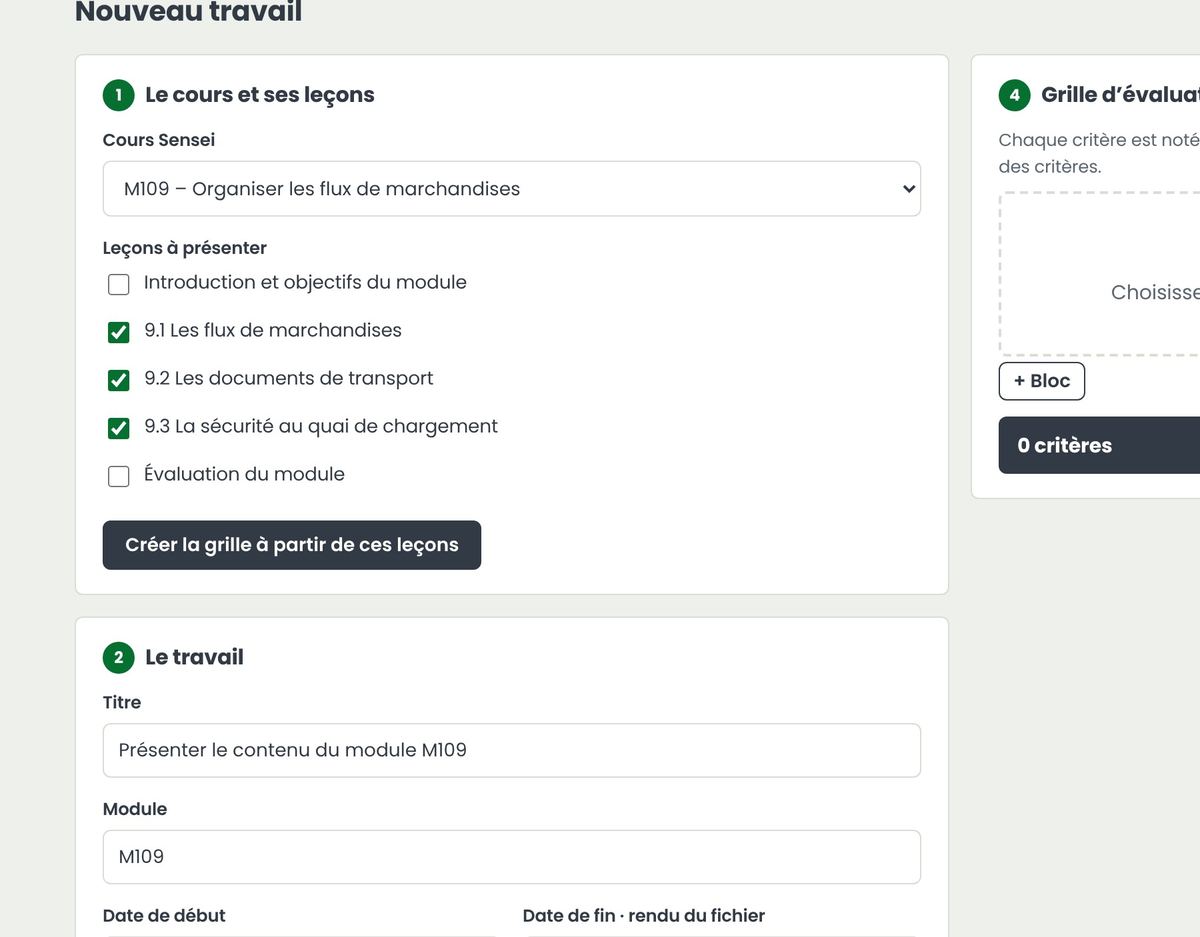 Nouveau travail
1 Le cours et ses leçons
Cours Sensei
M109 – Organiser les flux de marchandises
Leçons à présenter
Introduction et objectifs du module
9.1 Les flux de marchandises
9.2 Les documents de transport
9.3 La sécurité au quai de chargement
Évaluation du module
Créer la grille à partir de ces leçons
2 Le travail
Titre
Présenter le contenu du module M109
Module
M109
Date de début
Date de fin · rendu du fichier
4 Grille d’évaluat
Chaque critère est noté
des critères.
Choisisse
+ Bloc
0 critères